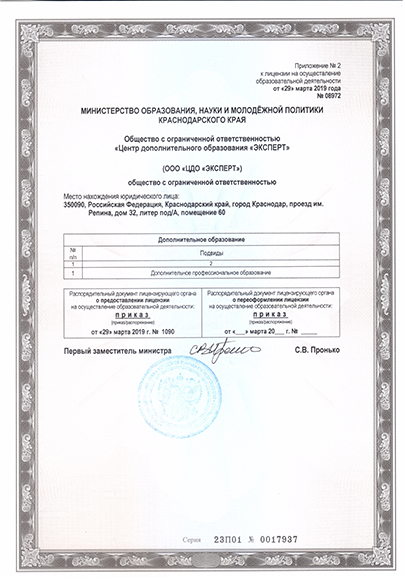 Приложение № 2
к лицензии на осуществление
образовательной деятельности
от «29» марта 2019 года
№ 08972
МИНИСТЕРСТВО ОБРАЗОВАНИЯ, НАУКИ И МОЛОДЁЖНОЙ ПОЛИТИКИ
КРАСНОДАРСКОГО КРАЯ
Общество с ограниченной ответственностью
«Центр дополнительного образования «ЭКСПЕРТ»
(ООО «ЦДО «ЭКСПЕРТ»)
общество с ограниченной ответственностью
Место нахождения юридического лица:
350090, Российская Федерация, Краснодарский край, город Краснодар, проезд им.
Репина, дом 32, литер под/А, помещение 60
Дополнительное образование
№ п/п Подвиды
1 2
1 Дополнительное профессиональное образование
Распорядительный документ лицензирующего органа
о предоставлении лицензии
на осуществление образовательной деятельности:
приказ
(приказ/распоряжение)
от «29» марта 2019 г. № 1090
Распорядительный документ лицензирующего органа
о переоформлении лицензии
на осуществление образовательной деятельности:
приказ
(приказ/распоряжение)
от «___» марта 20___ г. № _____
Первый заместитель министра С.В. Пронько
Серия 23П01 № 0017937